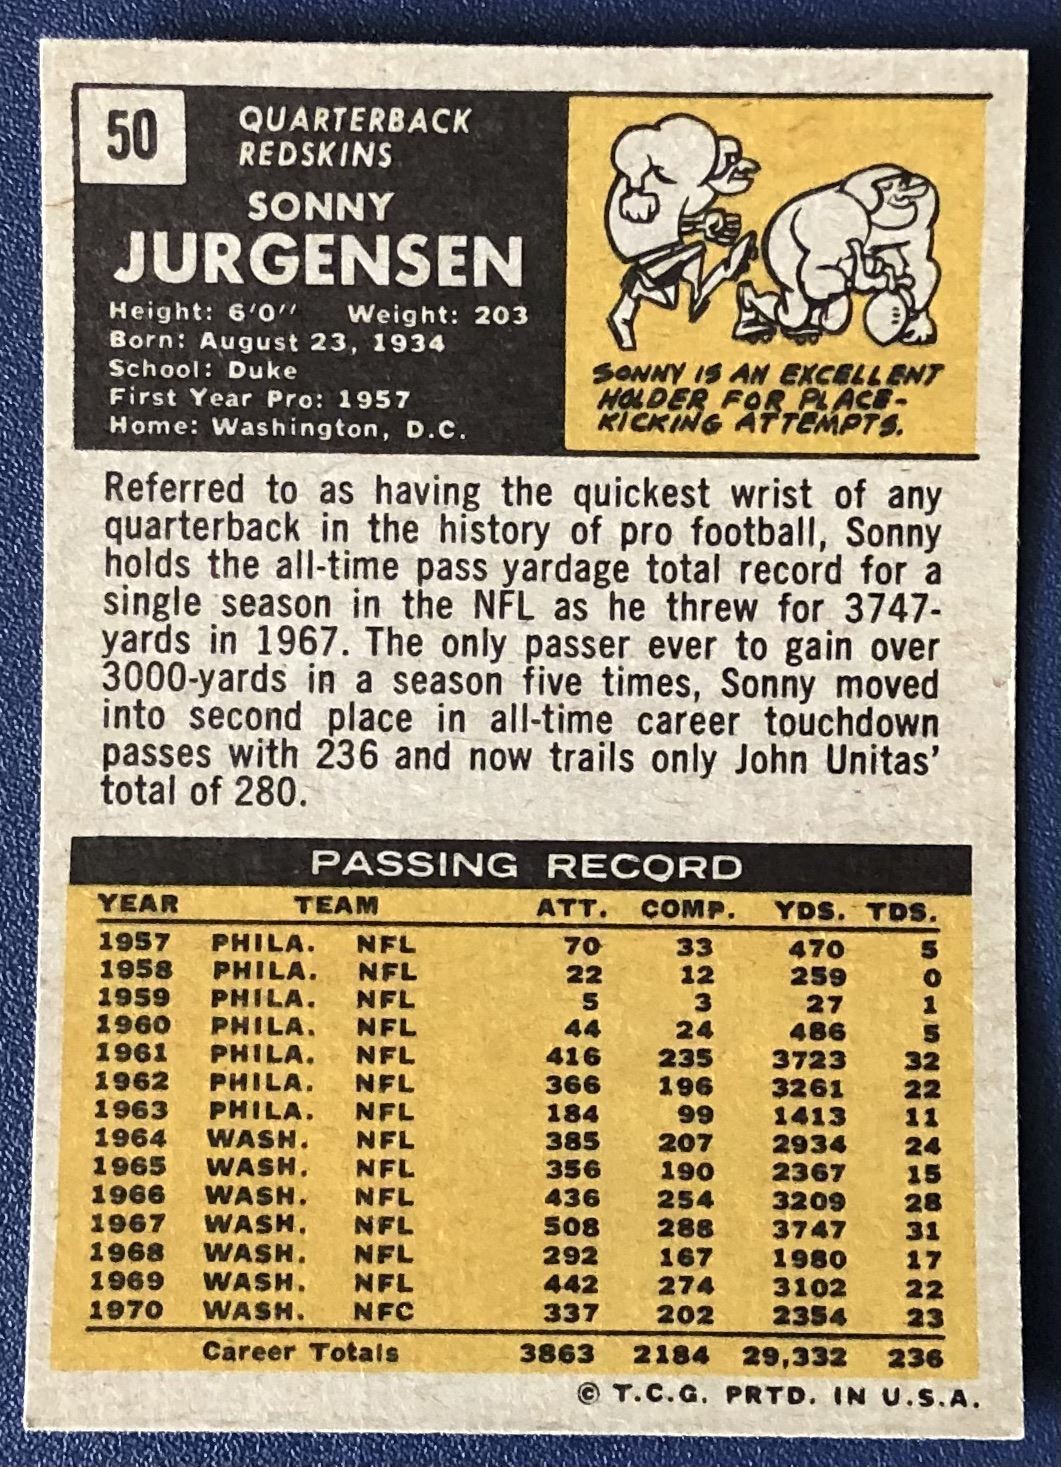 50
QUARTERBACK
REDSKINS
SONNY
JURGENSEN
Height: 6'0'' Weight: 203
Born: August 23, 1934
School: Duke
First Year Pro: 1957
Home: Washington, D.C.
SONNY IS AN EXCELLENT
HOLDER FOR PLACE-
KICKING ATTEMPTS.
Referred to as having the quickest wrist of any
quarterback in the history of pro football, Sonny
holds the all-time pass yardage total record for a
single season in the NFL as he threw for 3747-
yards in 1967. The only passer ever to gain over
3000-yards in a season five times, Sonny moved
into second place in all-time career touchdown
passes with 236 and now trails only John Unitas'
total of 280.
PASSING RECORD
YEAR TEAM ATT. COMP. YDS. TDS.
1957 PHILA. NFL 70 33 470 5
1958 PHILA. NFL 22 12 259 0
1959 PHILA. NFL 5 3 27 1
1960 PHILA. NFL 44 24 486 5
1961 PHILA. NFL 416 235 3723 32
1962 PHILA. NFL 366 196 3261 22
1963 PHILA. NFL 184 99 1413 11
1964 WASH. NFL 385 207 2934 24
1965 WASH. NFL 356 190 2367 15
1966 WASH. NFL 436 254 3209 28
1967 WASH. NFL 508 288 3747 31
1968 WASH. NFL 292 167 1980 17
1969 WASH. NFL 442 274 3102 22
1970 WASH. NFC 337 202 2354 23
Career Totals 3863 2184 29,332 236
© T.C.G. PRTD. IN U.S.A.